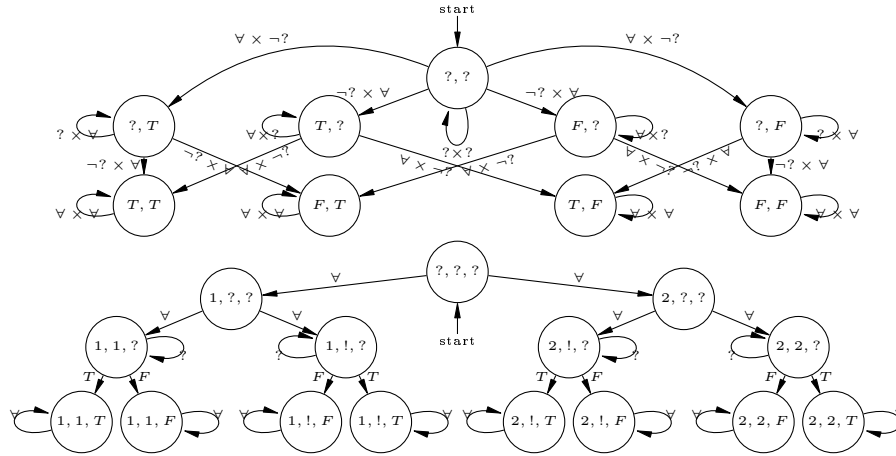 start
∀ × ¬? ∀ × ¬?
?, ?
¬? × ∀ ¬? × ∀
?, T T, ? F, ? ?, F
? × ∀ ∀×? ?×? ∀×? ? × ∀
¬? × ∀ ¬? × ∀ ∀ × ¬? ∀ × ¬? ∀ × ¬? ∀ × ¬? ¬? × ∀ ¬? × ∀
T, T F, T T, F F, F
∀ × ∀ ∀ × ∀ ∀ × ∀ ∀ × ∀
?, ?, ?
∀ ∀
1, ?, ? 2, ?, ?
start
∀ ∀ ∀ ∀
1, 1, ? 1, !, ? 2, !, ? 2, 2, ?
? ? ? ?
T F F T T F F T
∀ ∀ ∀ ∀ ∀ ∀ ∀ ∀
1, 1, T 1, 1, F 1, !, F 1, !, T 2, !, T 2, !, F 2, 2, F 2, 2, T